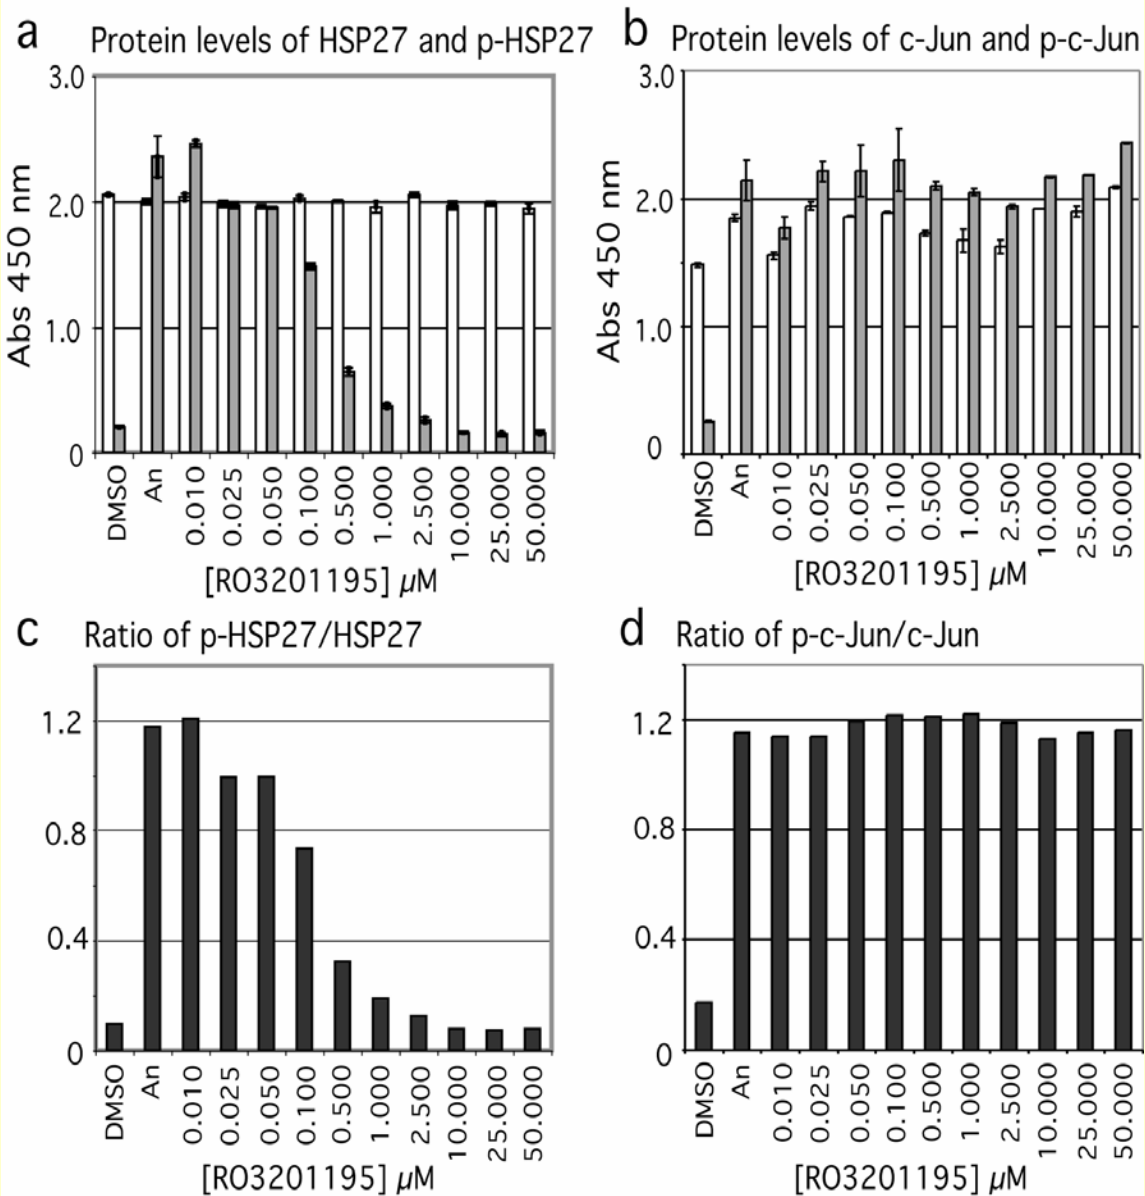 a
Protein levels of HSP27 and p-HSP27
3.0
2.0
1.0
0
Abs 450 nm
DMSO
An
0.010
0.025
0.050
0.100
0.500
1.000
2.500
10.000
25.000
50.000
[RO3201195] µM
b
Protein levels of c-Jun and p-c-Jun
3.0
2.0
1.0
0
Abs 450 nm
DMSO
An
0.010
0.025
0.050
0.100
0.500
1.000
2.500
10.000
25.000
50.000
[RO3201195] µM
c
Ratio of p-HSP27/HSP27
1.2
0.8
0.4
0
DMSO
An
0.010
0.025
0.050
0.100
0.500
1.000
2.500
10.000
25.000
50.000
[RO3201195] µM
d
Ratio of p-c-Jun/c-Jun
1.2
0.8
0.4
0
DMSO
An
0.010
0.025
0.050
0.100
0.500
1.000
2.500
10.000
25.000
50.000
[RO3201195] µM